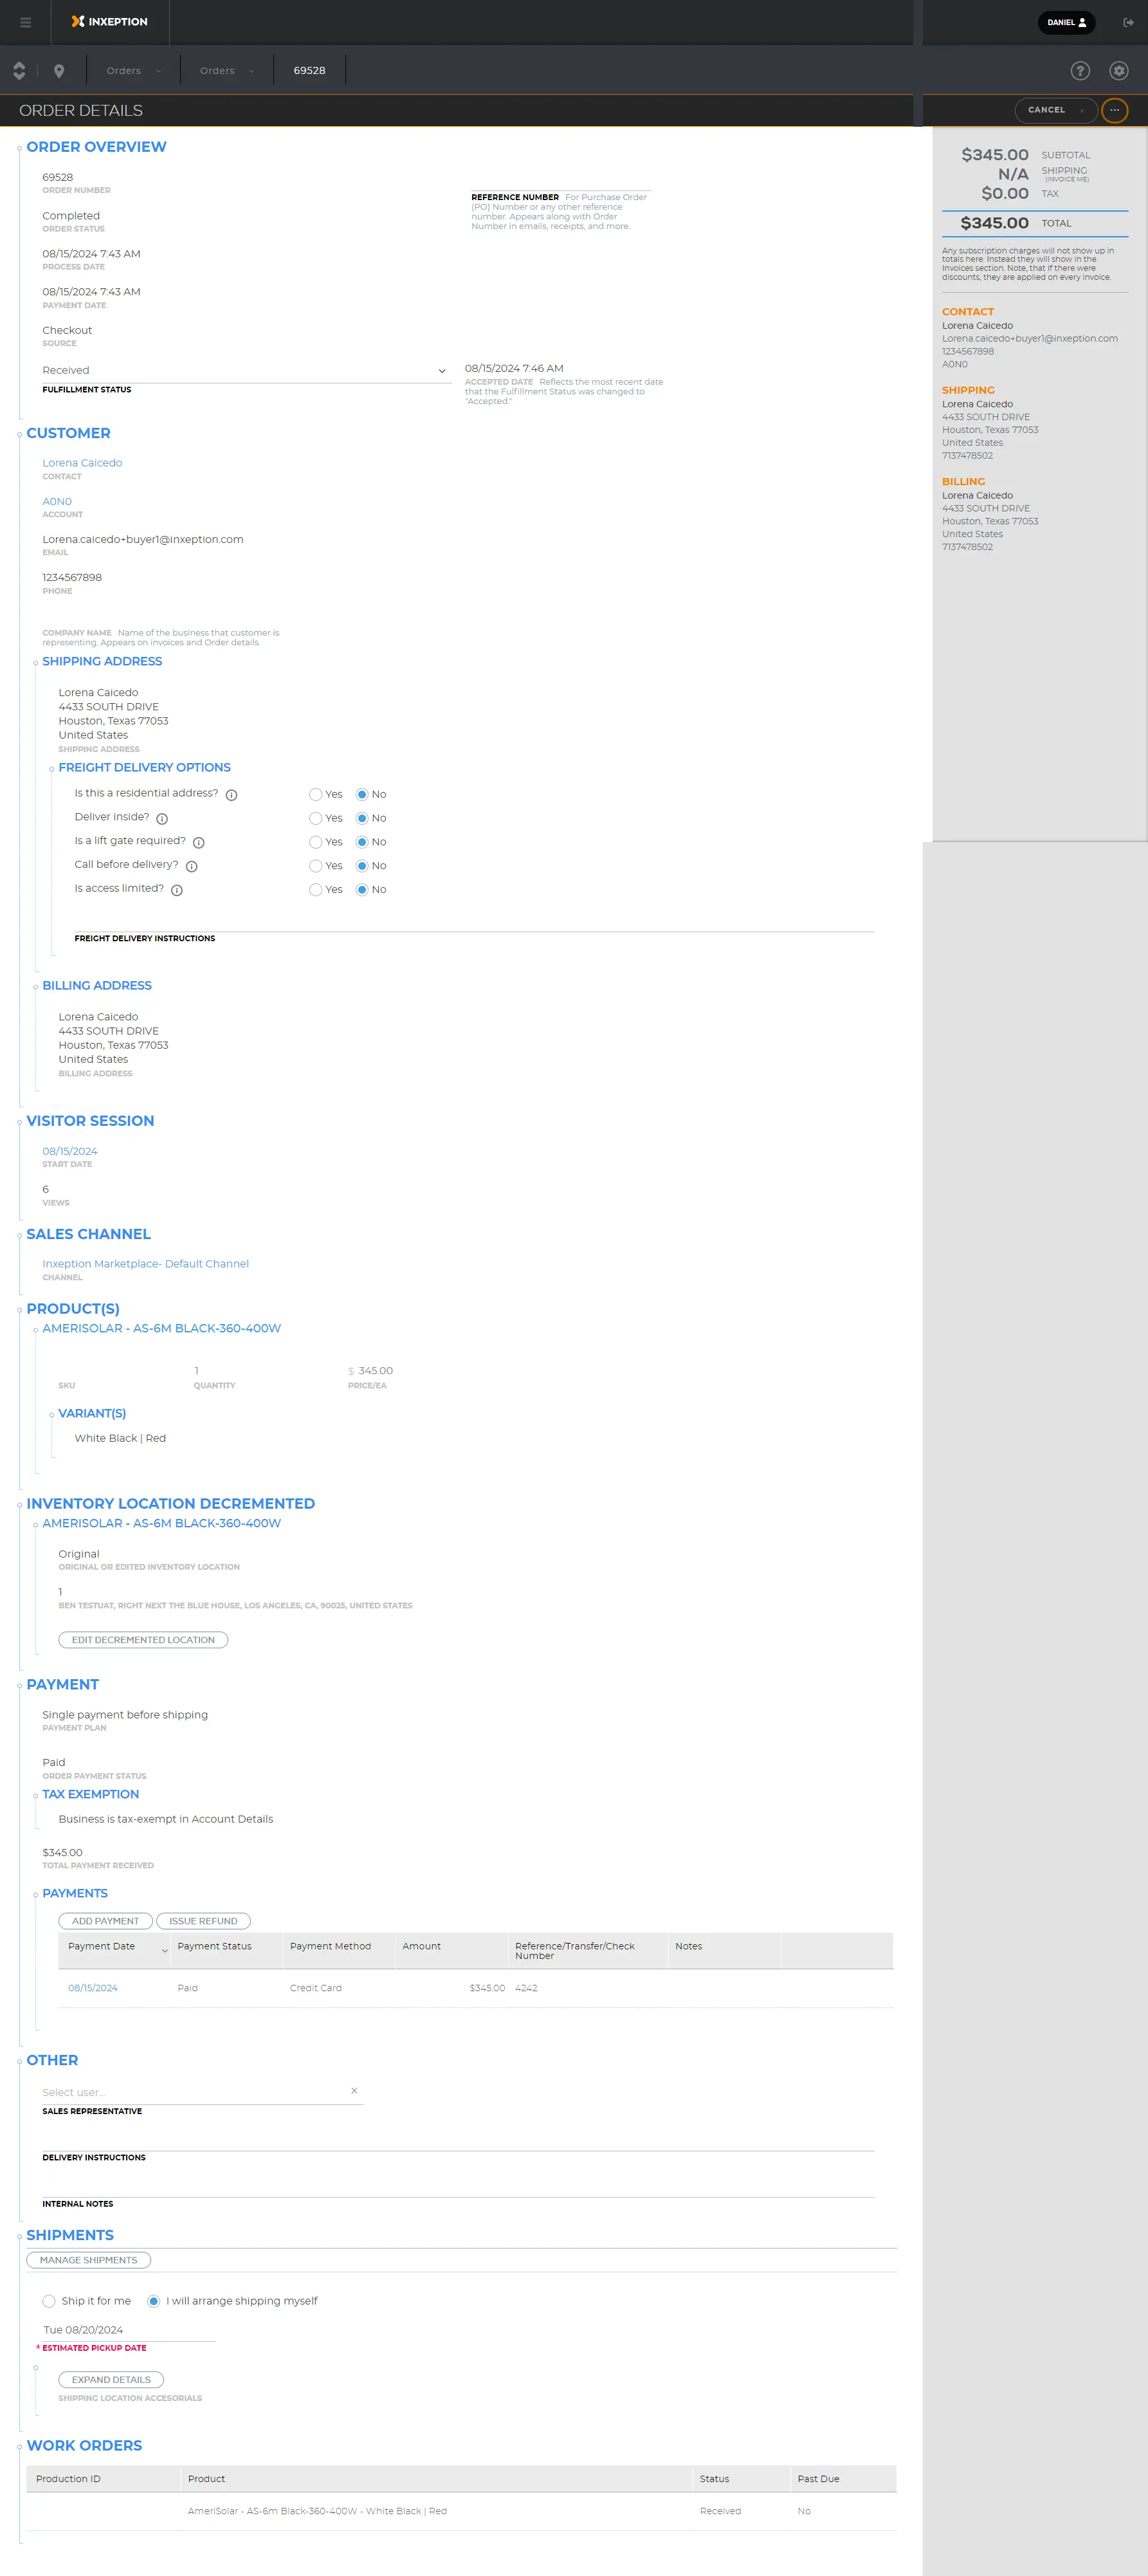 INXEPTION
DANIEL
Orders
Orders
69528
ORDER DETAILS
CANCEL ×
ORDER OVERVIEW
69528
ORDER NUMBER
REFERENCE NUMBER For Purchase Order
(PO) Number or any other reference
number. Appears along with Order
Number in emails, receipts, and more.
Completed
ORDER STATUS
08/15/2024 7:43 AM
PROCESS DATE
08/15/2024 7:43 AM
PAYMENT DATE
Checkout
SOURCE
Received
FULFILLMENT STATUS
08/15/2024 7:46 AM
ACCEPTED DATE Reflects the most recent date
that the Fulfillment Status was changed to
"Accepted."
CUSTOMER
Lorena Caicedo
CONTACT
A0N0
ACCOUNT
Lorena.caicedo+buyer1@inxeption.com
EMAIL
1234567898
PHONE
COMPANY NAME Name of the business that customer is
representing. Appears on invoices and Order details.
SHIPPING ADDRESS
Lorena Caicedo
4433 SOUTH DRIVE
Houston, Texas 77053
United States
SHIPPING ADDRESS
FREIGHT DELIVERY OPTIONS
Is this a residential address? Yes No
Deliver inside? Yes No
Is a lift gate required? Yes No
Call before delivery? Yes No
Is access limited? Yes No
FREIGHT DELIVERY INSTRUCTIONS
BILLING ADDRESS
Lorena Caicedo
4433 SOUTH DRIVE
Houston, Texas 77053
United States
BILLING ADDRESS
VISITOR SESSION
08/15/2024
START DATE
6
VIEWS
SALES CHANNEL
Inxeption Marketplace- Default Channel
CHANNEL
PRODUCT(S)
AMERISOLAR - AS-6M BLACK-360-400W
1 $ 345.00
SKU QUANTITY PRICE/EA
VARIANT(S)
White Black | Red
INVENTORY LOCATION DECREMENTED
AMERISOLAR - AS-6M BLACK-360-400W
Original
ORIGINAL OR EDITED INVENTORY LOCATION
1
BEN TESTUAT, RIGHT NEXT THE BLUE HOUSE, LOS ANGELES, CA, 90025, UNITED STATES
EDIT DECREMENTED LOCATION
PAYMENT
Single payment before shipping
PAYMENT PLAN
Paid
ORDER PAYMENT STATUS
TAX EXEMPTION
Business is tax-exempt in Account Details
$345.00
TOTAL PAYMENT RECEIVED
PAYMENTS
ADD PAYMENT ISSUE REFUND
Payment Date Payment Status Payment Method Amount Reference/Transfer/Check
Number Notes
08/15/2024 Paid Credit Card $345.00 4242
OTHER
Select user... ×
SALES REPRESENTATIVE
DELIVERY INSTRUCTIONS
INTERNAL NOTES
SHIPMENTS
MANAGE SHIPMENTS
Ship it for me I will arrange shipping myself
Tue 08/20/2024
* ESTIMATED PICKUP DATE
EXPAND DETAILS
SHIPPING LOCATION ACCESORIALS
WORK ORDERS
Production ID Product Status Past Due
AmeriSolar - AS-6m Black-360-400W - White Black | Red Received No
$345.00 SUBTOTAL
N/A SHIPPING
(INVOICE ME)
$0.00 TAX
$345.00 TOTAL
Any subscription charges will not show up in
totals here. Instead they will show in the
Invoices section. Note, that if there were
discounts, they are applied on every invoice.
CONTACT
Lorena Caicedo
Lorena.caicedo+buyer1@inxeption.com
1234567898
A0N0
SHIPPING
Lorena Caicedo
4433 SOUTH DRIVE
Houston, Texas 77053
United States
7137478502
BILLING
Lorena Caicedo
4433 SOUTH DRIVE
Houston, Texas 77053
United States
7137478502